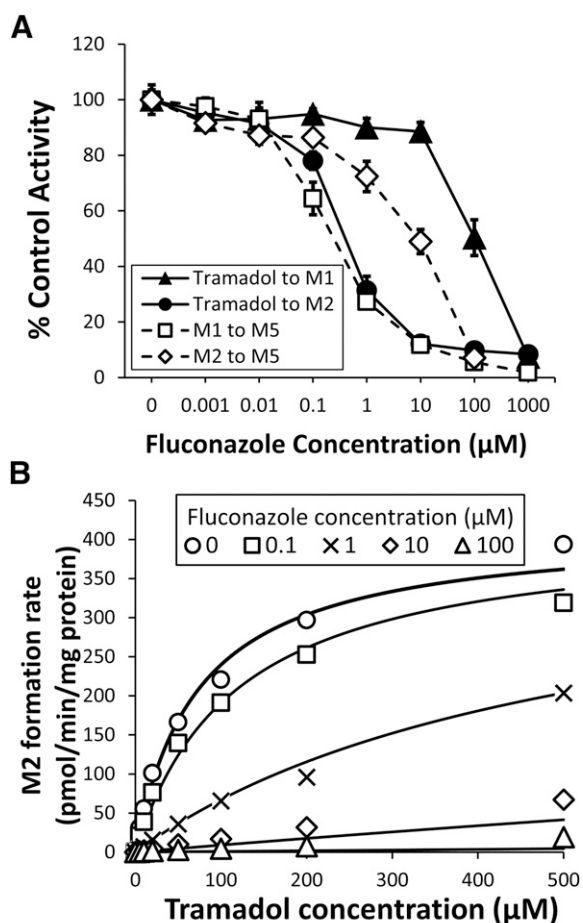 A
% Control Activity
120
100
80
60
40
20
0
Tramadol to M1
Tramadol to M2
M1 to M5
M2 to M5
0 0.001 0.01 0.1 1 10 100 1000
Fluconazole Concentration (µM)
B
M2 formation rate
(pmol/min/mg protein)
450
400
350
300
250
200
150
100
50
0
Fluconazole concentration (µM)
0 0.1 1 10 100
0 100 200 300 400 500
Tramadol concentration (µM)